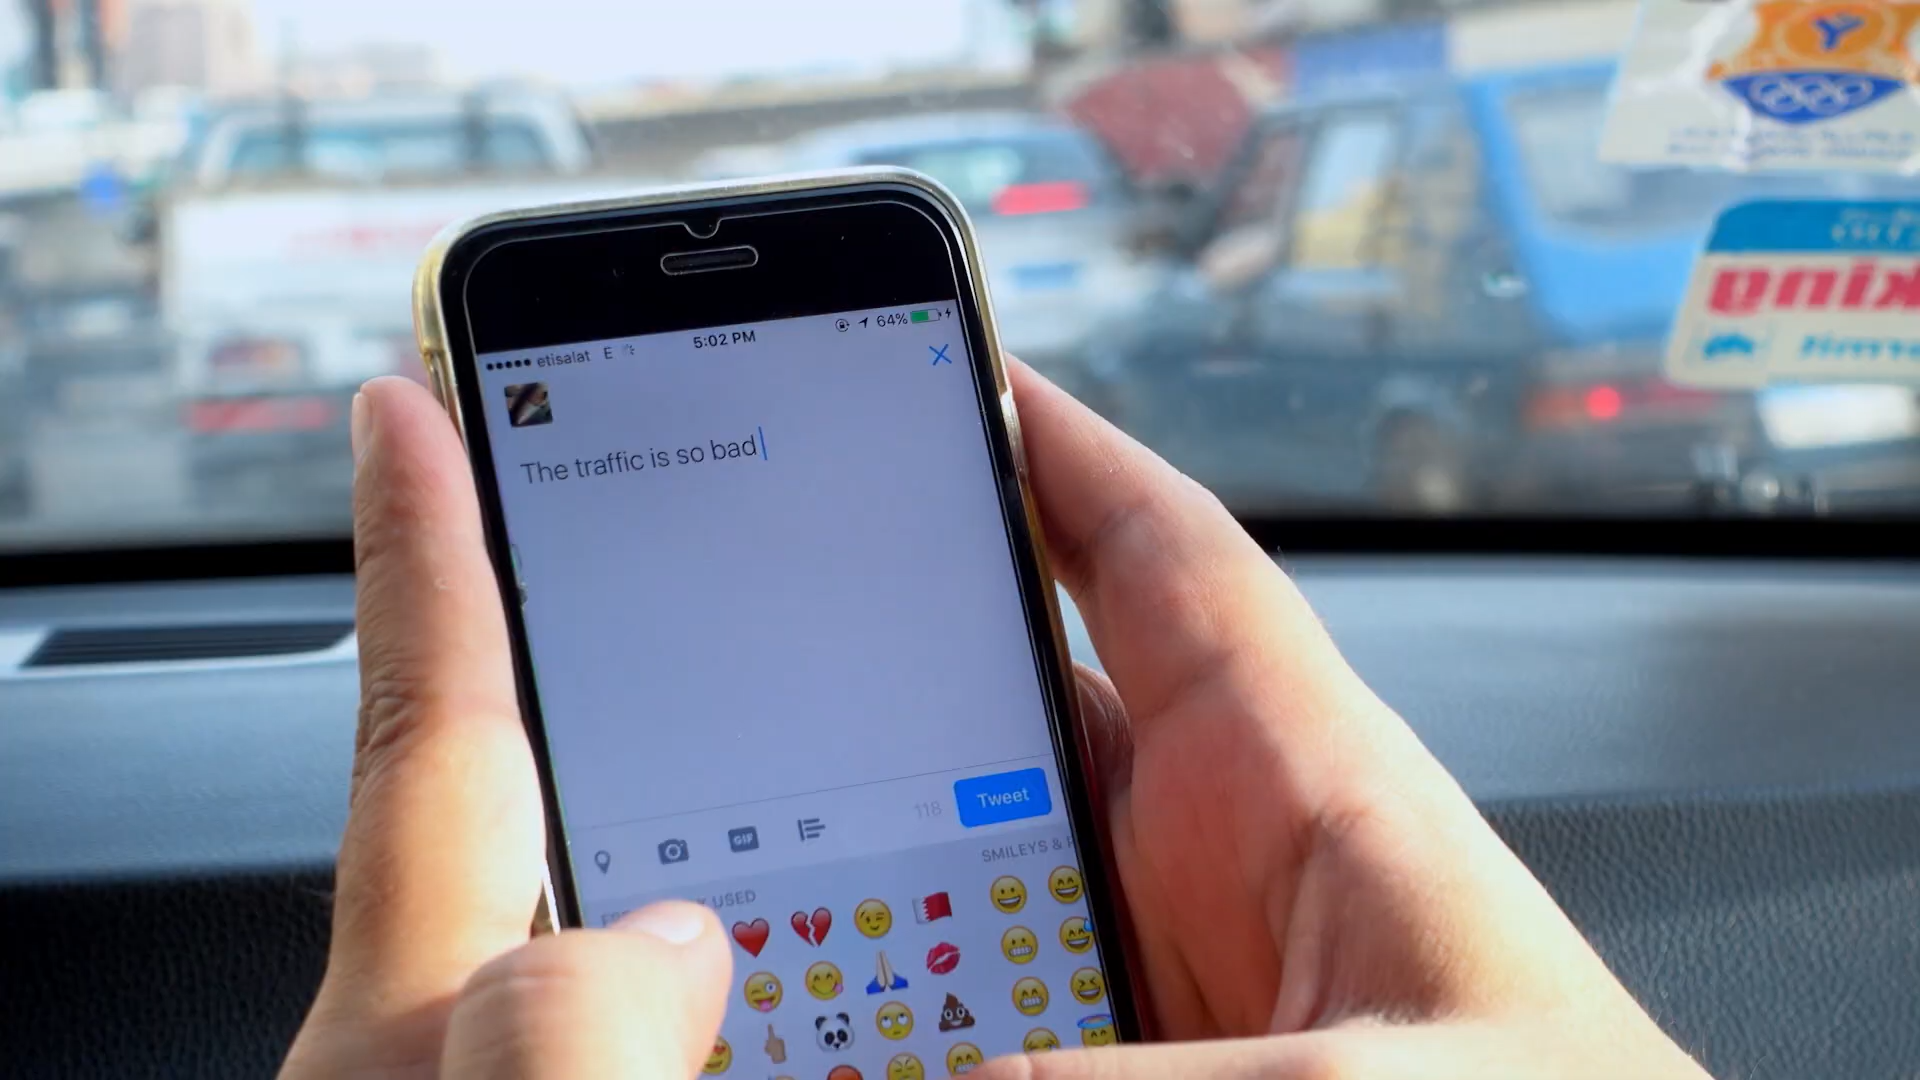 etisalat E 5:02 PM 64%
The traffic is so bad
118 Tweet
GIF
SMILEYS &
USED